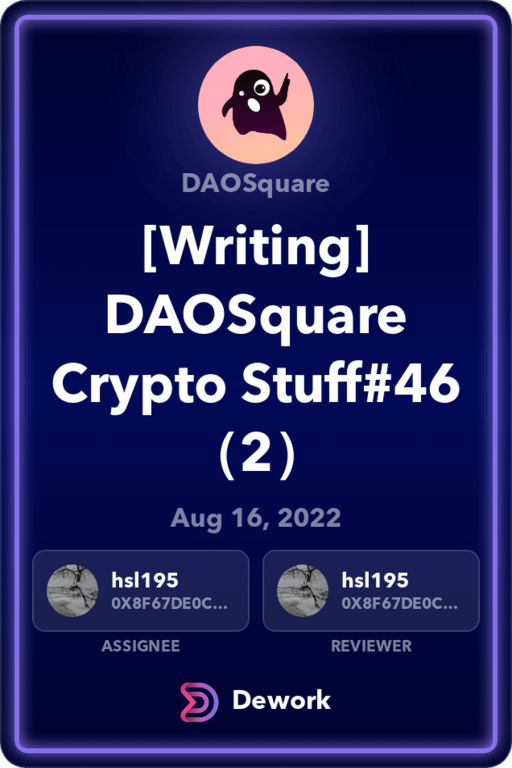 DAOSquare
[Writing]
DAOSquare
Crypto Stuff#46
(2)
Aug 16, 2022
hsl195
0X8F67DE0C...
hsl195
0X8F67DE0C...
ASSIGNEE
REVIEWER
Dework